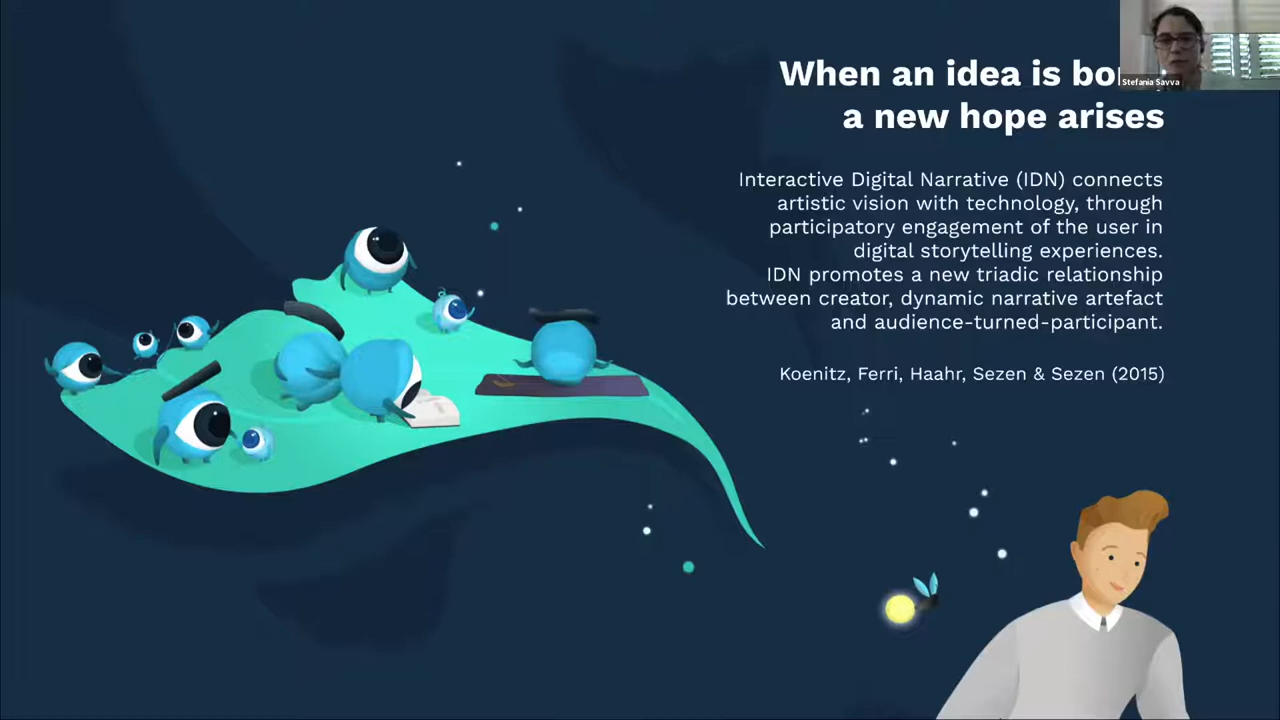 When an idea is
a new hope arises
Interactive Digital Narrative (IDN) connects
artistic vision with technology, through
participatory engagement of the user in
digital storytelling experiences.
IDN promotes a new triadic relationship
between creator, dynamic narrative artefact
and audience-turned-participant.
Koenitz, Ferri, Haahr, Sezen & Sezen (2015)
Stefania Savva